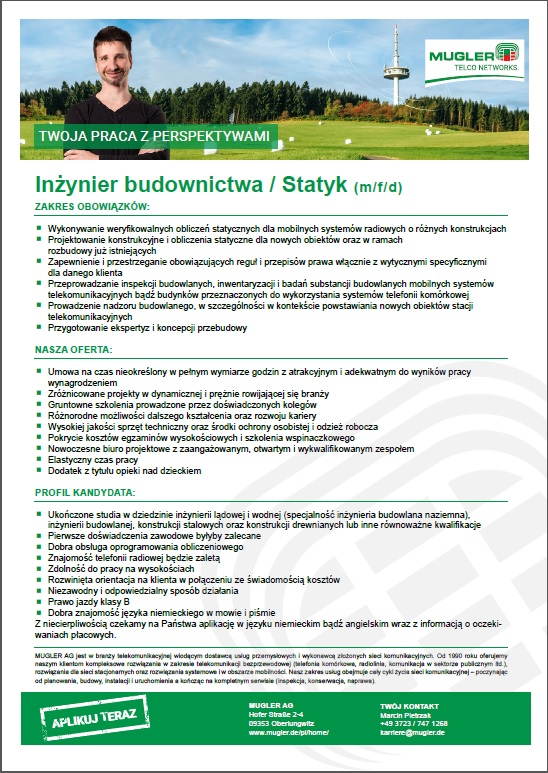 MUGLER
TELCO NETWORKS.
TWOJA PRACA Z PERSPEKTYWAMI
Inżynier budownictwa / Statyk (m/f/d)
ZAKRES OBOWIĄZKÓW:
Wykonywanie weryfikowalnych obliczeń statycznych dla mobilnych systemów radiowych o różnych konstrukcjach
Projektowanie konstrukcyjne i obliczenia statyczne dla nowych obiektów oraz w ramach
rozbudowy już istniejących
Zapewnienie i przestrzeganie obowiązujących reguł i przepisów prawa włącznie z wytycznymi specyficznymi
dla danego klienta
Przeprowadzanie inspekcji budowlanych, inwentaryzacji i badań substancji budowlanych mobilnych systemów
telekomunikacyjnych bądź budynków przeznaczonych do wykorzystania systemów telefonii komórkowej
Prowadzenie nadzoru budowlanego, w szczególności w kontekście powstawania nowych obiektów stacji
telekomunikacyjnych
Przygotowanie ekspertyz i koncepcji przebudowy
NASZA OFERTA:
Umowa na czas nieokreślony w pełnym wymiarze godzin z atrakcyjnym i adekwatnym do wyników pracy
wynagrodzeniem
Zróżnicowane projekty w dynamicznej i prężnie rowijającej się branży
Gruntowne szkolenia prowadzone przez doświadczonych kolegów
Różnorodne możliwości dalszego kształcenia oraz rozwoju kariery
Wysokiej jakości sprzęt techniczny oraz środki ochrony osobistej i odzież robocza
Pokrycie kosztów egzaminów wysokościowych i szkolenia wspinaczkowego
Nowoczesne biuro projektowe z zaangażowanym, otwartym i wykwalifikowanym zespołem
Elastyczny czas pracy
Dodatek z tytułu opieki nad dzieckiem
PROFIL KANDYDATA:
Ukończone studia w dziedzinie inżynierii lądowej i wodnej (specjalność inżynieria budowlana naziemna),
inżynierii budowlanej, konstrukcji stalowych oraz konstrukcji drewnianych lub inne równoważne kwalifikacje
Pierwsze doświadczenia zawodowe byłyby zalecane
Dobra obsługa oprogramowania obliczeniowego
Znajomość telefonii radiowej będzie zaletą
Zdolność do pracy na wysokościach
Rozwinięta orientacja na klienta w połączeniu ze świadomością kosztów
Niezawodny i odpowiedzialny sposób działania
Prawo jazdy klasy B
Dobra znajomość języka niemieckiego w mowie i piśmie
Z niecierpliwością czekamy na Państwa aplikację w języku niemieckim bądź angielskim wraz z informacją o oczeki-
waniach płacowych.
MUGLER AG jest w branży telekomunikacyjnej wiodącym dostawcą usług przemysłowych i wykonawcą złożonych sieci komunikacyjnych. Od 1990 roku oferujemy
naszym klientom kompleksowe rozwiązania w zakresie telekomunikacji bezprzewodowej (telefonia komórkowa, radiolinia, komunikacja w sektorze publicznym itd.),
rozwiązania dla sieci stacjonarnych oraz rozwiązania systemowe i w obszarze mobilności. Nasz zakres usług obejmuje cały cykl życia sieci komunikacyjnej – począwszy
od planowania, budowy, instalacji i uruchomienia a kończąc na kompletnym serwisie (inspekcja, konserwacja, naprawa).
APLIKUJ TERAZ
MUGLER AG
Hofer Straße 2-4
09353 Oberlungwitz
www.mugler.de/pl/home/
TWÓJ KONTAKT
Marcin Pietrzak
+49 3723 / 747 1268
karriere@mugler.de